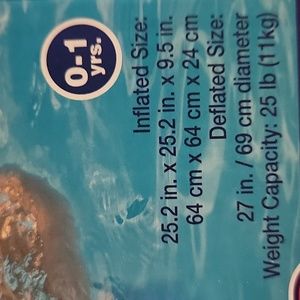 0-1
yrs.
Inflated Size:
25.2 in. x 25.2 in. x 9.5 in.
64 cm x 64 cm x 24 cm
Deflated Size:
27 in. / 69 cm diameter
Weight Capacity: 25 lb (11kg)